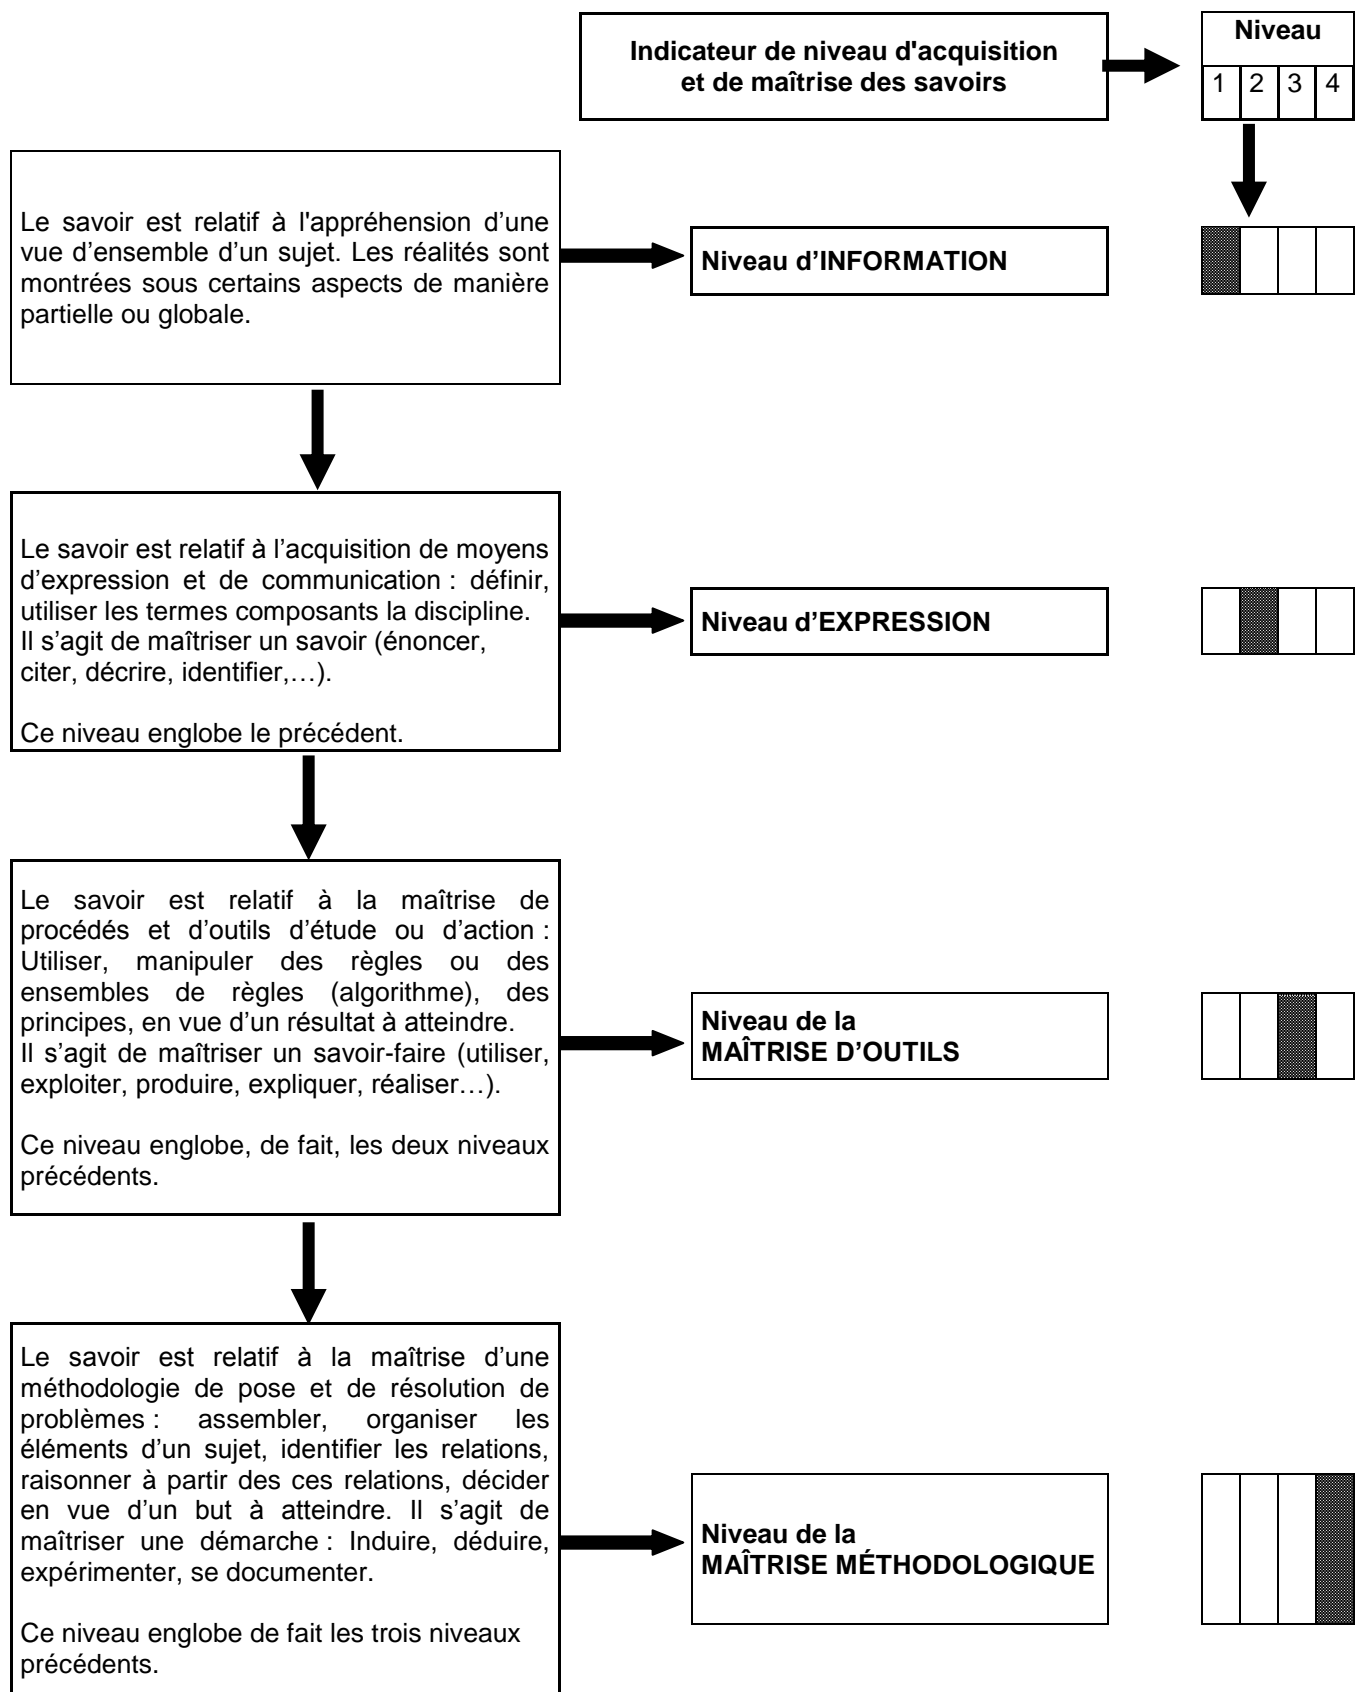 Indicateur de niveau d'acquisition
et de maîtrise des savoirs
Niveau
1 2 3 4
Le savoir est relatif à l'appréhension d’une
vue d’ensemble d’un sujet. Les réalités sont
montrées sous certains aspects de manière
partielle ou globale.
Niveau d’INFORMATION
Le savoir est relatif à l’acquisition de moyens
d’expression et de communication : définir,
utiliser les termes composants la discipline.
Il s’agit de maîtriser un savoir (énoncer,
citer, décrire, identifier,…).
Ce niveau englobe le précédent.
Niveau d’EXPRESSION
Le savoir est relatif à la maîtrise de
procédés et d’outils d’étude ou d’action :
Utiliser, manipuler des règles ou des
ensembles de règles (algorithme), des
principes, en vue d’un résultat à atteindre.
Il s’agit de maîtriser un savoir-faire (utiliser,
exploiter, produire, expliquer, réaliser…).
Ce niveau englobe, de fait, les deux niveaux
précédents.
Niveau de la
MAÎTRISE D’OUTILS
Le savoir est relatif à la maîtrise d’une
méthodologie de pose et de résolution de
problèmes : assembler, organiser les
éléments d’un sujet, identifier les relations,
raisonner à partir des ces relations, décider
en vue d’un but à atteindre. Il s’agit de
maîtriser une démarche : Induire, déduire,
expérimenter, se documenter.
Ce niveau englobe de fait les trois niveaux
précédents.
Niveau de la
MAÎTRISE MÉTHODOLOGIQUE